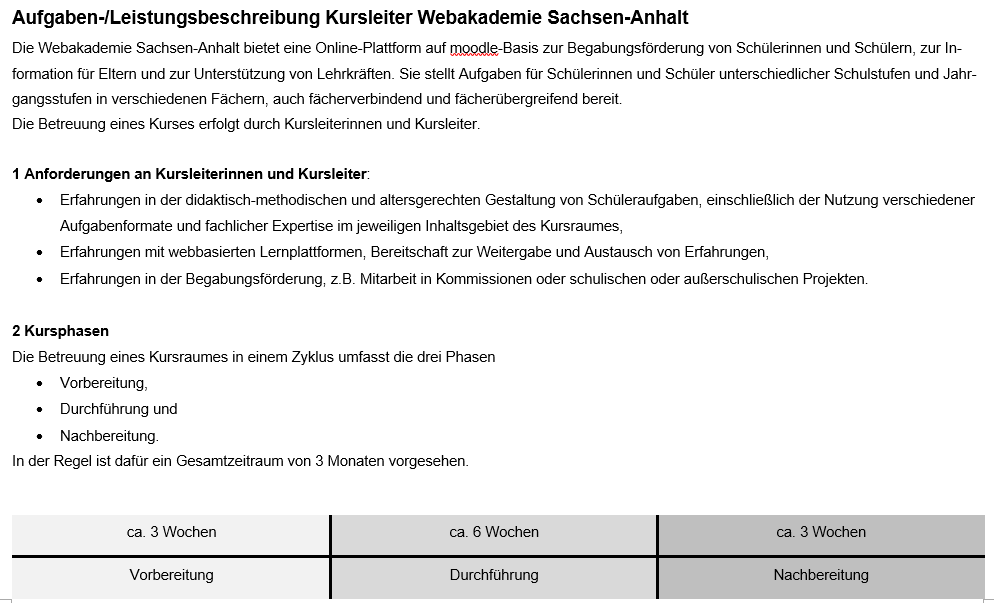 Aufgaben-/Leistungsbeschreibung Kursleiter Webakademie Sachsen-Anhalt
Die Webakademie Sachsen-Anhalt bietet eine Online-Plattform auf moodle-Basis zur Begabungsförderung von Schülerinnen und Schülern, zur In-
formation für Eltern und zur Unterstützung von Lehrkräften. Sie stellt Aufgaben für Schülerinnen und Schüler unterschiedlicher Schulstufen und Jahr-
gangsstufen in verschiedenen Fächern, auch fächerverbindend und fächerübergreifend bereit.
Die Betreuung eines Kurses erfolgt durch Kursleiterinnen und Kursleiter.
1 Anforderungen an Kursleiterinnen und Kursleiter:
• Erfahrungen in der didaktisch-methodischen und altersgerechten Gestaltung von Schüleraufgaben, einschließlich der Nutzung verschiedener
Aufgabenformate und fachlicher Expertise im jeweiligen Inhaltsgebiet des Kursraumes,
• Erfahrungen mit webbasierten Lernplattformen, Bereitschaft zur Weitergabe und Austausch von Erfahrungen,
• Erfahrungen in der Begabungsförderung, z.B. Mitarbeit in Kommissionen oder schulischen oder außerschulischen Projekten.
2 Kursphasen
Die Betreuung eines Kursraumes in einem Zyklus umfasst die drei Phasen
• Vorbereitung,
• Durchführung und
• Nachbereitung.
In der Regel ist dafür ein Gesamtzeitraum von 3 Monaten vorgesehen.
ca. 3 Wochen ca. 6 Wochen ca. 3 Wochen
Vorbereitung Durchführung Nachbereitung